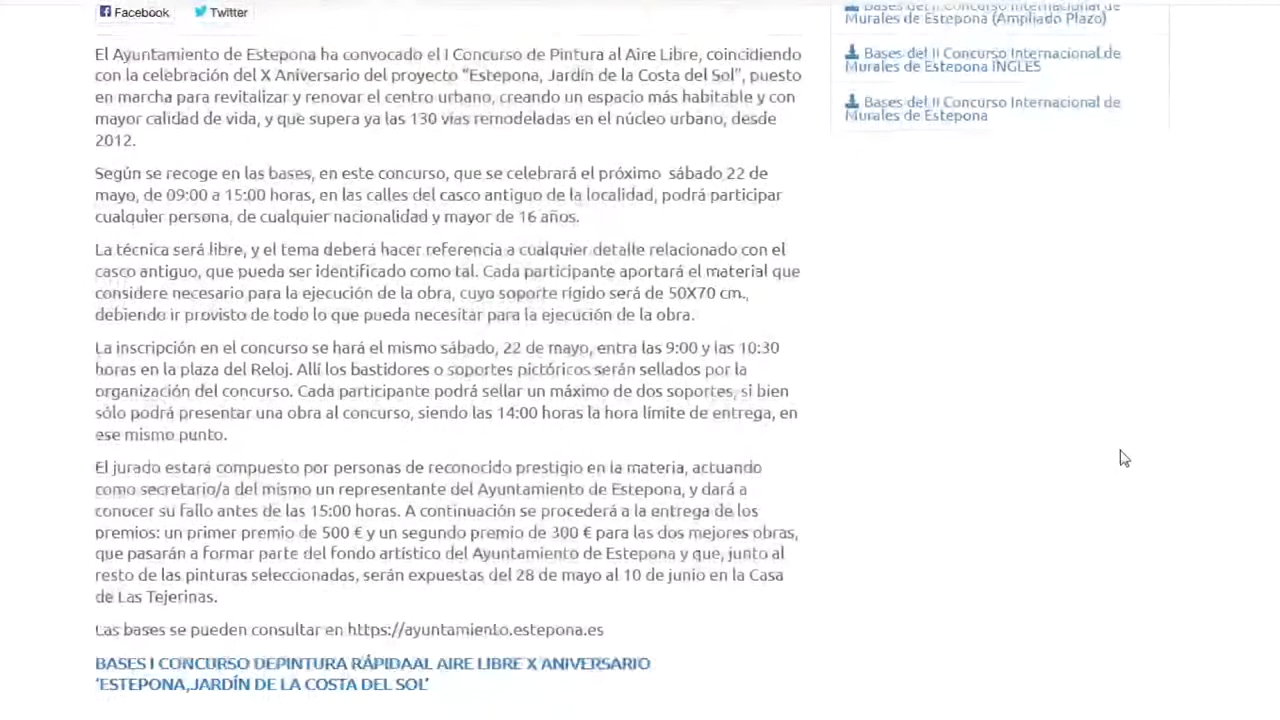 Facebook Twitter
El Ayuntamiento de Estepona ha convocado el I Concurso de Pintura al Aire Libre, coincidiendo
con la celebración del X Aniversario del proyecto “Estepona, Jardín de la Costa del Sol”, puesto
en marcha para revitalizar y renovar el centro urbano, creando un espacio más habitable y con
mayor calidad de vida, y que supera ya las 130 vías remodeladas en el núcleo urbano, desde
2012.
Según se recoge en las bases, en este concurso, que se celebrará el próximo sábado 22 de
mayo, de 09:00 a 15:00 horas, en las calles del casco antiguo de la localidad, podrá participar
cualquier persona, de cualquier nacionalidad y mayor de 16 años.
La técnica será libre, y el tema deberá hacer referencia a cualquier detalle relacionado con el
casco antiguo, que pueda ser identificado como tal. Cada participante aportará el material que
considere necesario para la ejecución de la obra, cuyo soporte rígido será de 50X70 cm.,
debiendo ir provisto de todo lo que pueda necesitar para la ejecución de la obra.
La inscripción en el concurso se hará el mismo sábado, 22 de mayo, entra las 9:00 y las 10:30
horas en la plaza del Reloj. Allí los bastidores o soportes pictóricos serán sellados por la
organización del concurso. Cada participante podrá sellar un máximo de dos soportes, si bien
sólo podrá presentar una obra al concurso, siendo las 14:00 horas la hora límite de entrega, en
ese mismo punto.
El jurado estará compuesto por personas de reconocido prestigio en la materia, actuando
como secretario/a del mismo un representante del Ayuntamiento de Estepona, y dará a
conocer su fallo antes de las 15:00 horas. A continuación se procederá a la entrega de los
premios: un primer premio de 500 € y un segundo premio de 300 € para las dos mejores obras,
que pasarán a formar parte del fondo artístico del Ayuntamiento de Estepona y que, junto al
resto de las pinturas seleccionadas, serán expuestas del 28 de mayo al 10 de junio en la Casa
de Las Tejerinas.
Las bases se pueden consultar en https://ayuntamiento.estepona.es
BASES I CONCURSO DEPINTURA RÁPIDAAL AIRE LIBRE X ANIVERSARIO
‘ESTEPONA,JARDÍN DE LA COSTA DEL SOL’
Bases del II Concurso Internacional de
Murales de Estepona (Ampliado Plazo)
Bases del II Concurso Internacional de
Murales de Estepona INGLES
Bases del II Concurso Internacional de
Murales de Estepona